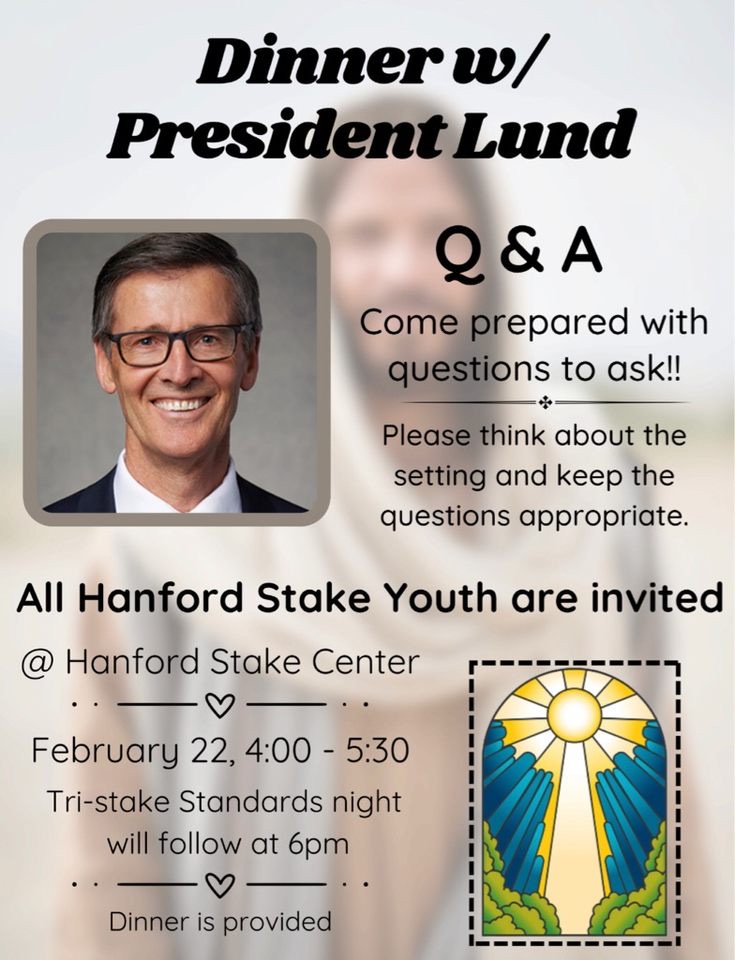 Dinner w/
President Lund
Q & A
Come prepared with
questions to ask!!
Please think about the
setting and keep the
questions appropriate.
All Hanford Stake Youth are invited
@ Hanford Stake Center
February 22, 4:00 - 5:30
Tri-stake Standards night
will follow at 6pm
Dinner is provided